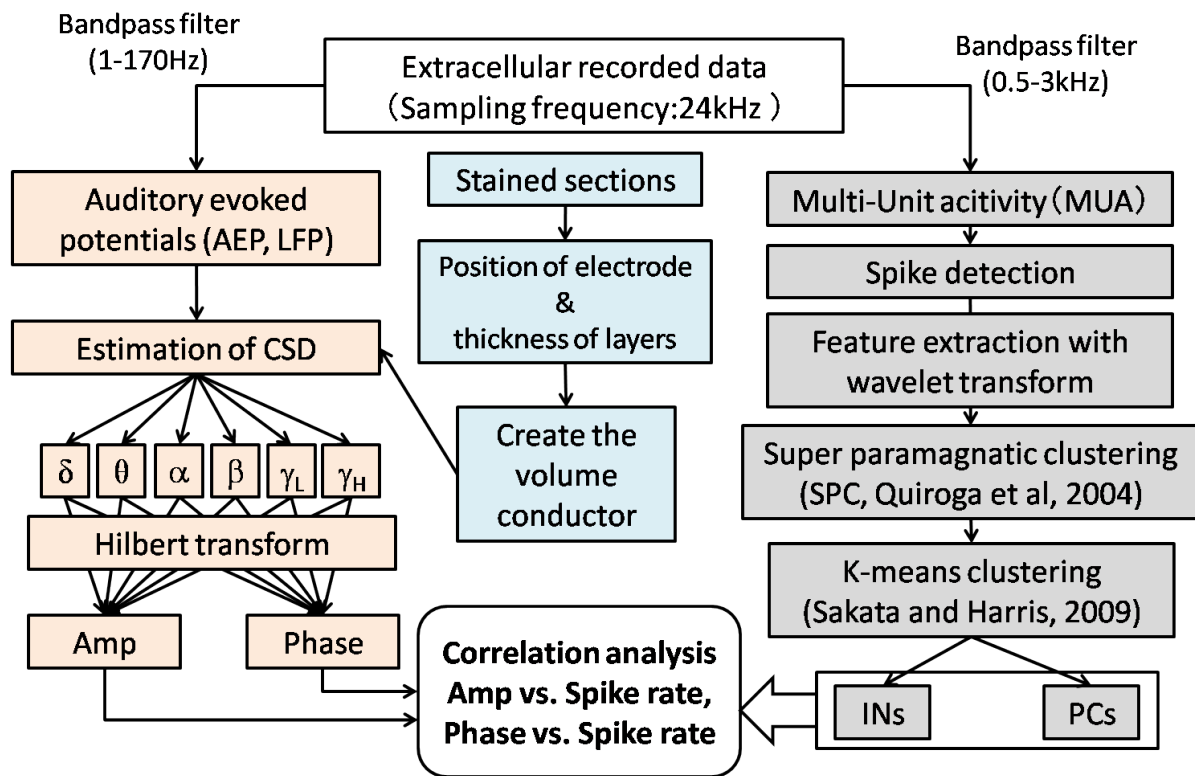 Bandpass filter
(1-170Hz)
Extracellular recorded data
（Sampling frequency:24kHz ）
Bandpass filter
(0.5-3kHz)
Auditory evoked
potentials (AEP, LFP)
Estimation of CSD
δ θ α β γL γH
Hilbert transform
Amp
Phase
Stained sections
Position of electrode
&
thickness of layers
Create the
volume
conductor
Multi-Unit acitivity（MUA）
Spike detection
Feature extraction with
wavelet transform
Super paramagnatic clustering
(SPC, Quiroga et al, 2004)
K-means clustering
(Sakata and Harris, 2009)
INs
PCs
Correlation analysis
Amp vs. Spike rate,
Phase vs. Spike rate